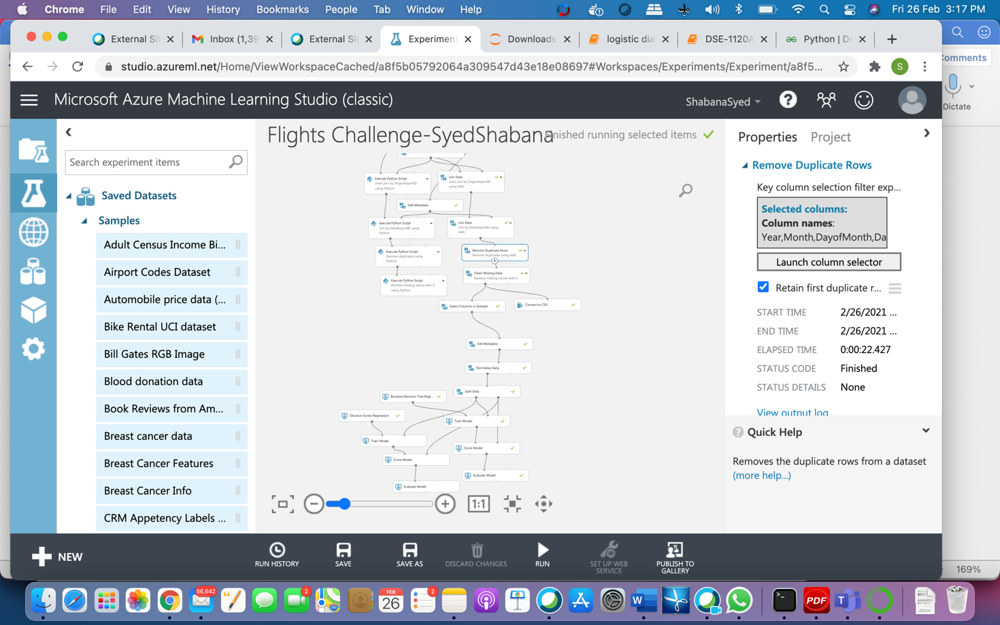 Chrome File Edit View History Bookmarks People Tab Window Help Fri 26 Feb 3:17 PM
External Sit Inbox (1,39 External Sit Experiment Downloads logistic dia DSE-1120A Python | De
studio.azureml.net/Home/ViewWorkspaceCached/a8f5b05792064a309547d43e18e08697#Workspaces/Experiments/Experiment/a8f5...
S
omments
Dictate
Microsoft Azure Machine Learning Studio (classic)
ShabanaSyed
Search experiment items
Saved Datasets
Samples
Adult Census Income Bi...
Airport Codes Dataset
Automobile price data (...
Bike Rental UCI dataset
Bill Gates RGB Image
Blood donation data
Book Reviews from Am...
Breast cancer data
Breast Cancer Features
Breast Cancer Info
CRM Appetency Labels ...
Flights Challenge-SyedShabana
inished running selected items
Execute Python Script
inner join by OriginAirportID
using Python
Join Data
inner join by OriginAirportID
using AML
Edit Metadata
Execute Python Script
Join by DestAirportID using
Python
Join Data
Join by DestAirportID using
AML
Execute Python Script
Remove duplicates using
Python
Remove Duplicate Rows
Remove duplicates using AML
1
Execute Python Script
Replace missing values with 0
using Python
Clean Missing Data
Replace missing values with 0
Select Columns in Dataset
Convert to CSV
Edit Metadata
Normalize Data
Split Data
Boosted Decision Tree Regr...
Decision Forest Regression
Train Model
Train Model
Score Model
Score Model
Evaluate Model
Evaluate Model
1:1
Properties Project
Remove Duplicate Rows
Key column selection filter exp...
Selected columns:
Column names:
Year,Month,DayofMonth,Da
Launch column selector
Retain first duplicate r...
START TIME 2/26/2021 ...
END TIME 2/26/2021 ...
ELAPSED TIME 0:00:22.427
STATUS CODE Finished
STATUS DETAILS None
View output log
Quick Help
Removes the duplicate rows from a dataset
(more help...)
NEW
RUN HISTORY
SAVE
SAVE AS
DISCARD CHANGES
RUN
SET UP WEB
SERVICE
PUBLISH TO
GALLERY
169%
56,642
2
FEB
26
2
W
PDF
T
.DOCX